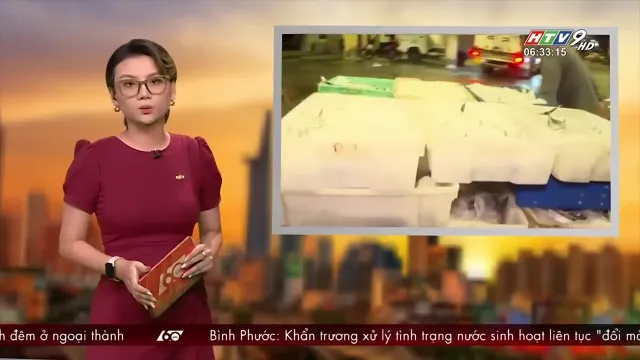 HTV9 HD
06:33:15
h đêm ở ngoại thành 60 Bình Phước: Khẩn trương xử lý tình trạng nước sinh hoạt liên tục "đổi m